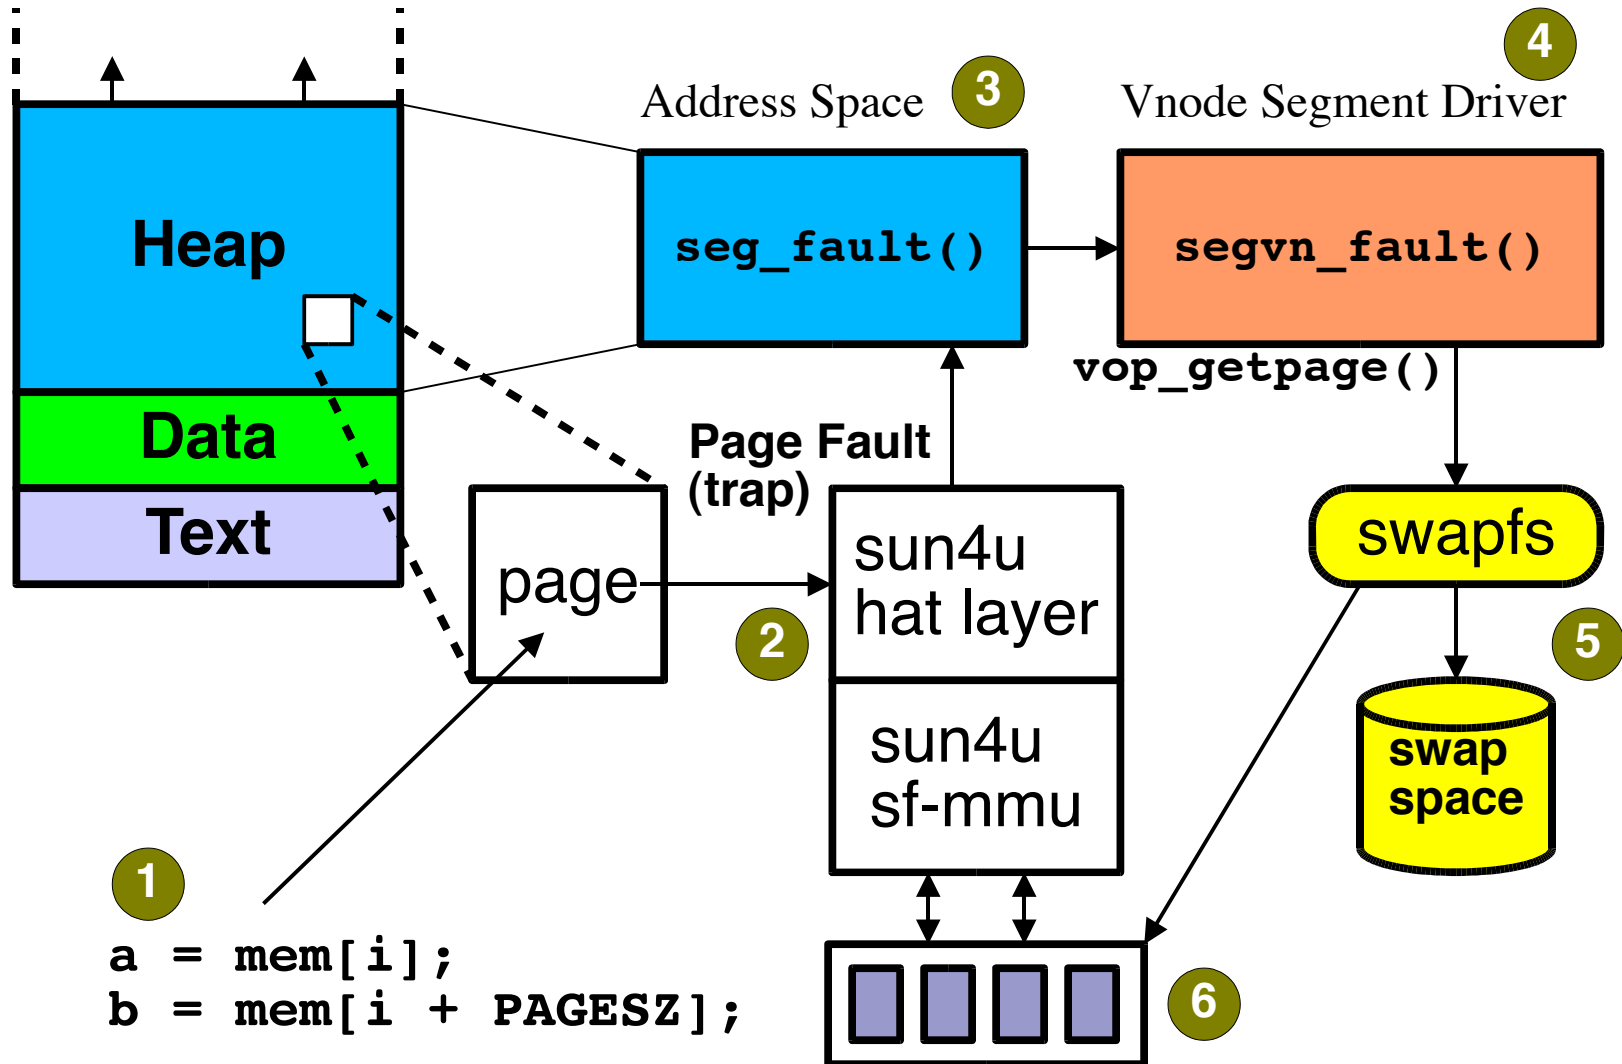 4
3
Address Space
Vnode Segment Driver
Heap
seg_fault()
segvn_fault()
vop_getpage()
Data
Page Fault
(trap)
Text
page
sun4u
hat layer
swapfs
2
5
sun4u
sf-mmu
swap
space
1
a = mem[i];
b = mem[i + PAGESZ];
6